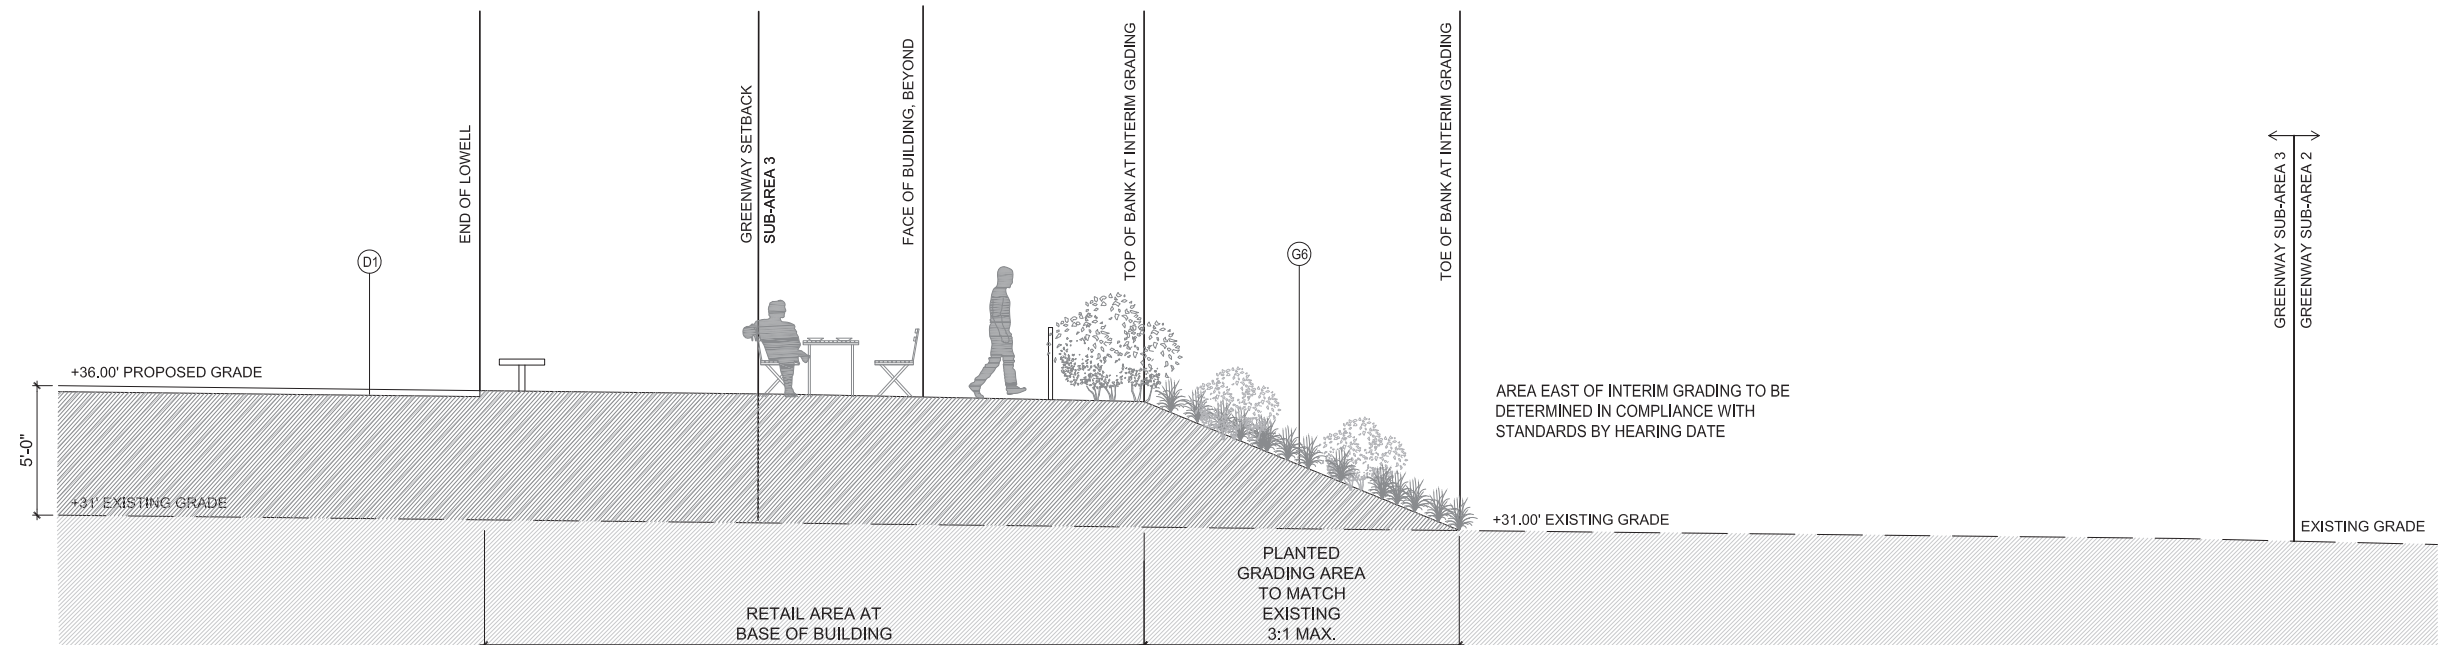 END OF LOWELL
GREENWAY SETBACK
SUB-AREA 3
FACE OF BUILDING, BEYOND
TOP OF BANK AT INTERIM GRADING
TOE OF BANK AT INTERIM GRADING
GREENWAY SUB-AREA 3
GREENWAY SUB-AREA 2
D1
G6
+36.00' PROPOSED GRADE
5'-0"
+31' EXISTING GRADE
AREA EAST OF INTERIM GRADING TO BE
DETERMINED IN COMPLIANCE WITH
STANDARDS BY HEARING DATE
+31.00' EXISTING GRADE
EXISTING GRADE
RETAIL AREA AT
BASE OF BUILDING
PLANTED
GRADING AREA
TO MATCH
EXISTING
3:1 MAX.